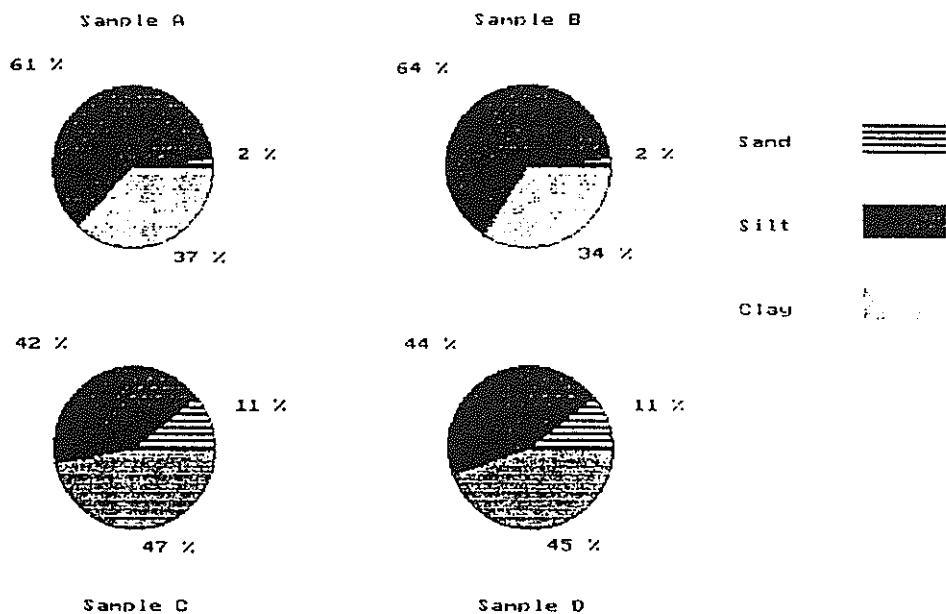 Sample A
Sample B
61 %
64 %
2 %
2 %
37 %
34 %
Sand
Silt
Clay
42 %
44 %
11 %
11 %
47 %
45 %
Sample C
Sample D